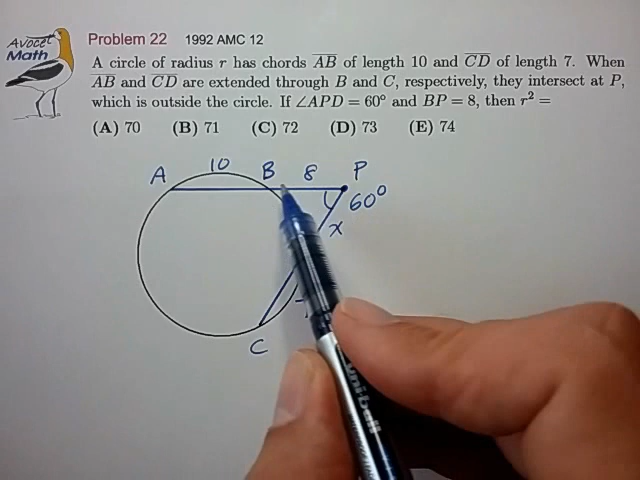 Avocet
Math
Problem 22 1992 AMC 12
A circle of radius r has chords AB of length 10 and CD of length 7. When
AB and CD are extended through B and C, respectively, they intersect at P,
which is outside the circle. If ∠APD = 60° and BP = 8, then r² =
(A) 70 (B) 71 (C) 72 (D) 73 (E) 74
A 10 B 8 P
60°
x
C
uni-ball